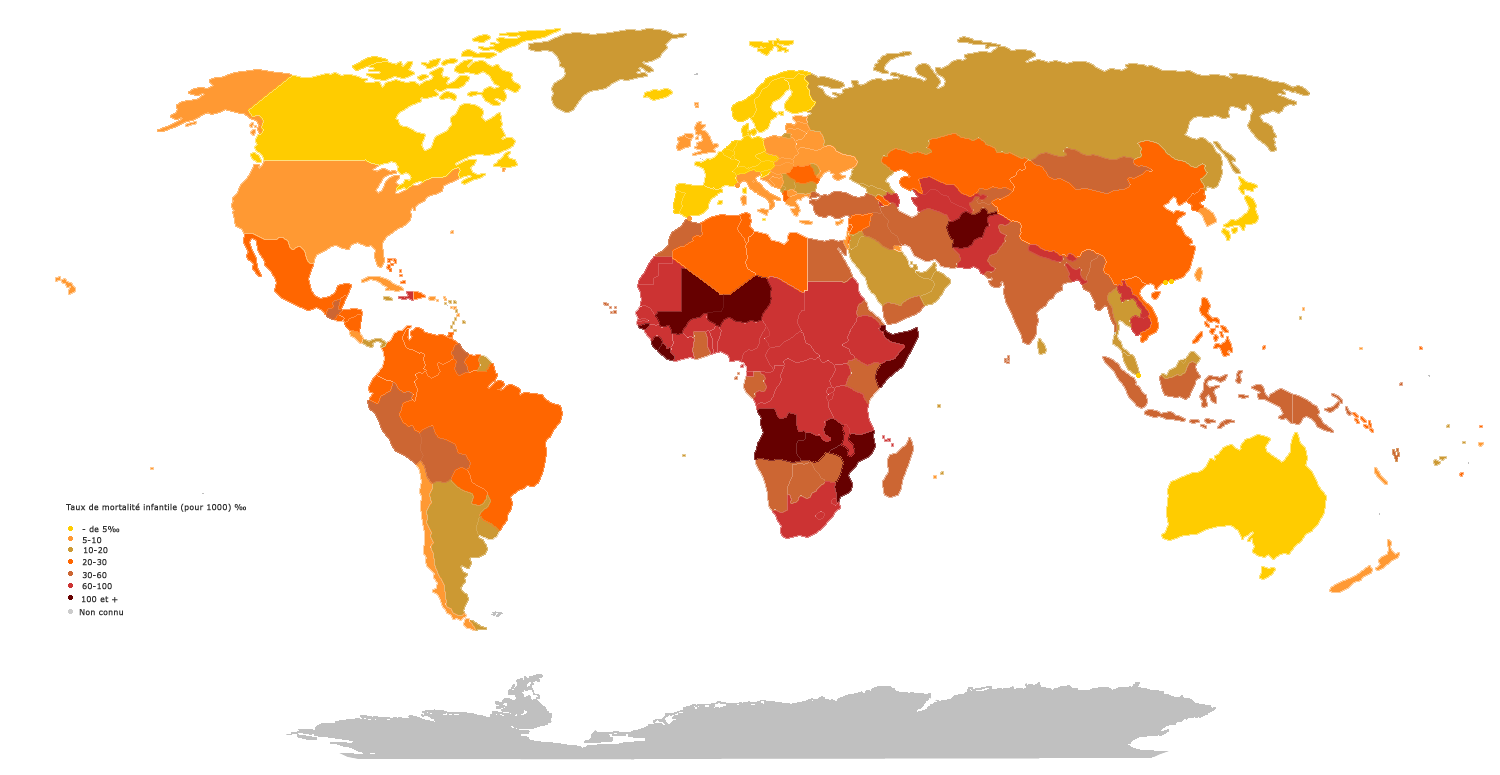 Taux de mortalité infantile (pour 1000) ‰
- de 5‰
5-10
10-20
20-30
30-60
60-100
100 et +
Non connu